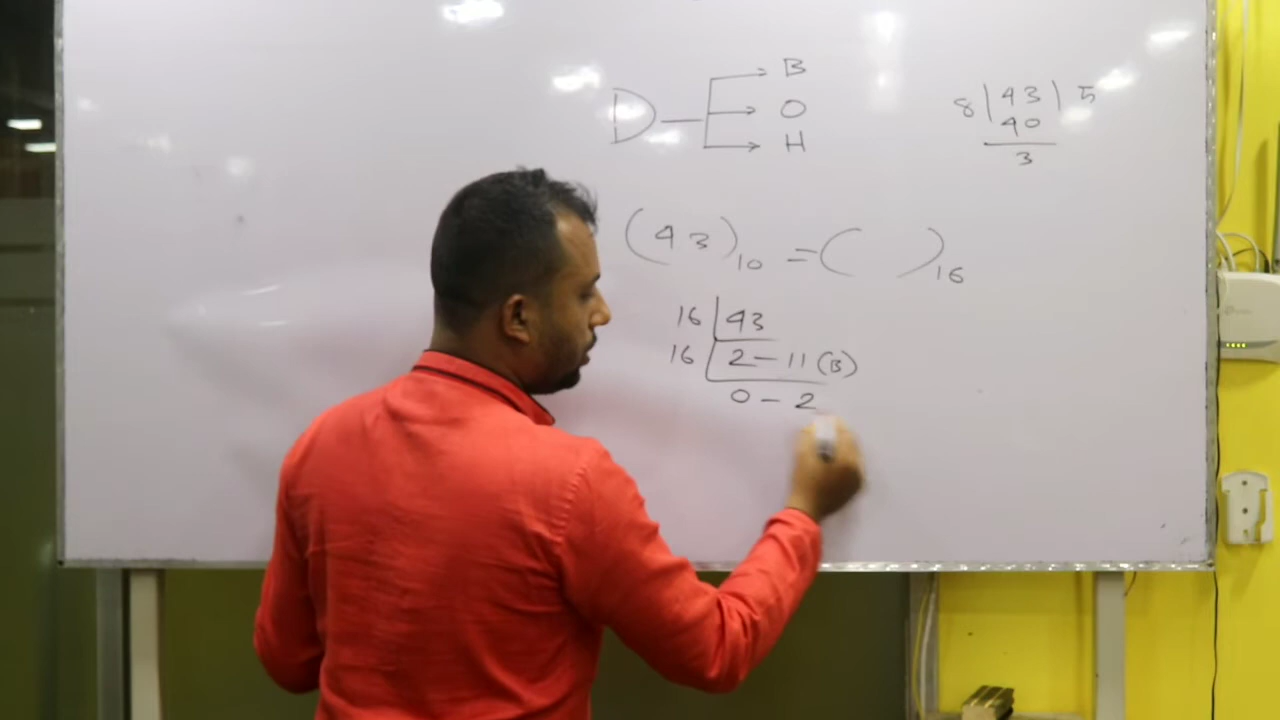 D → B
→ O
→ H
8 | 43 | 5
40
3
(43)10 = ( )16
16 | 43
16 | 2 – 11 (B)
0 – 2